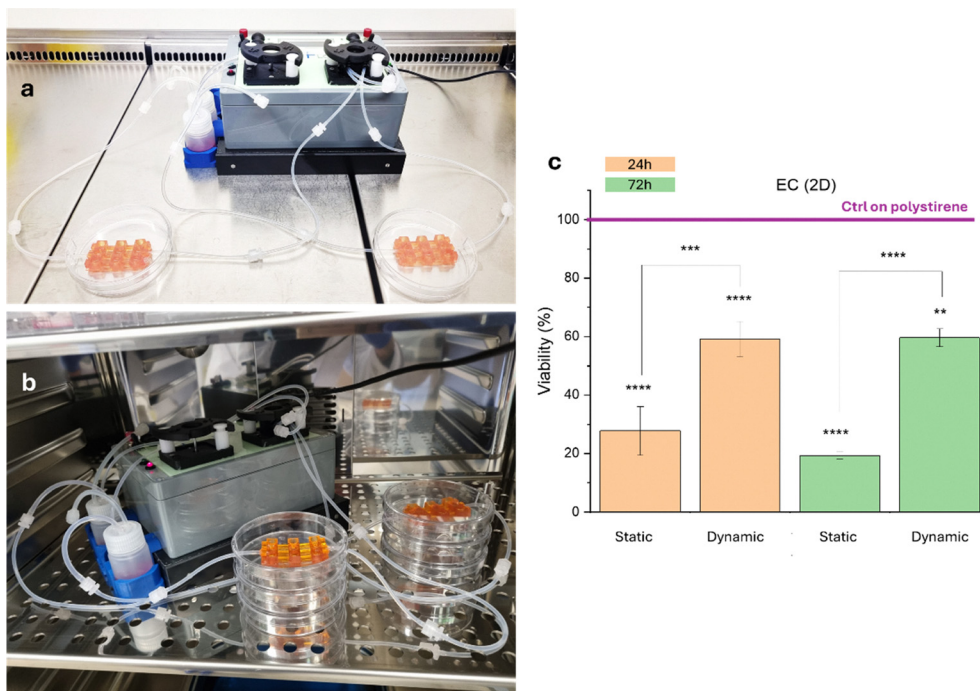 a
b
c
24h
72h
EC (2D)
Ctrl on polystirene
Viability (%)
100
80
60
40
20
0
***
****
****
****
****
**
Static
Dynamic
Static
Dynamic